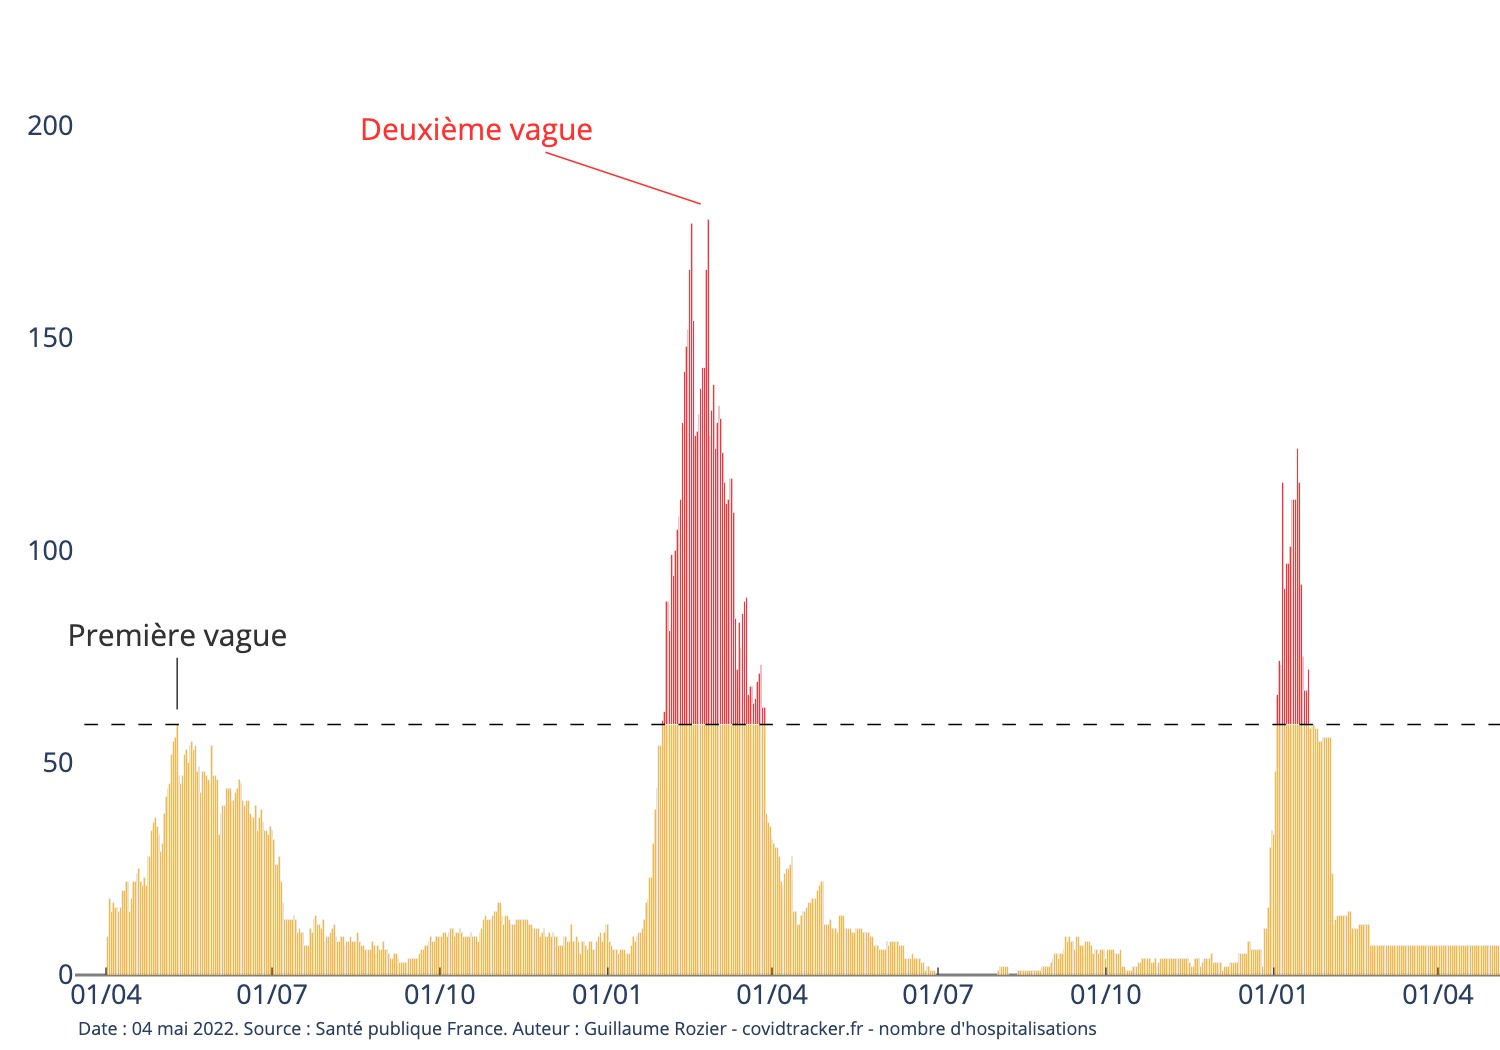 200
Deuxième vague
150
100
Première vague
50
0
01/04 01/07 01/10 01/01 01/04 01/07 01/10 01/01 01/04
Date : 04 mai 2022. Source : Santé publique France. Auteur : Guillaume Rozier - covidtracker.fr - nombre d'hospitalisations